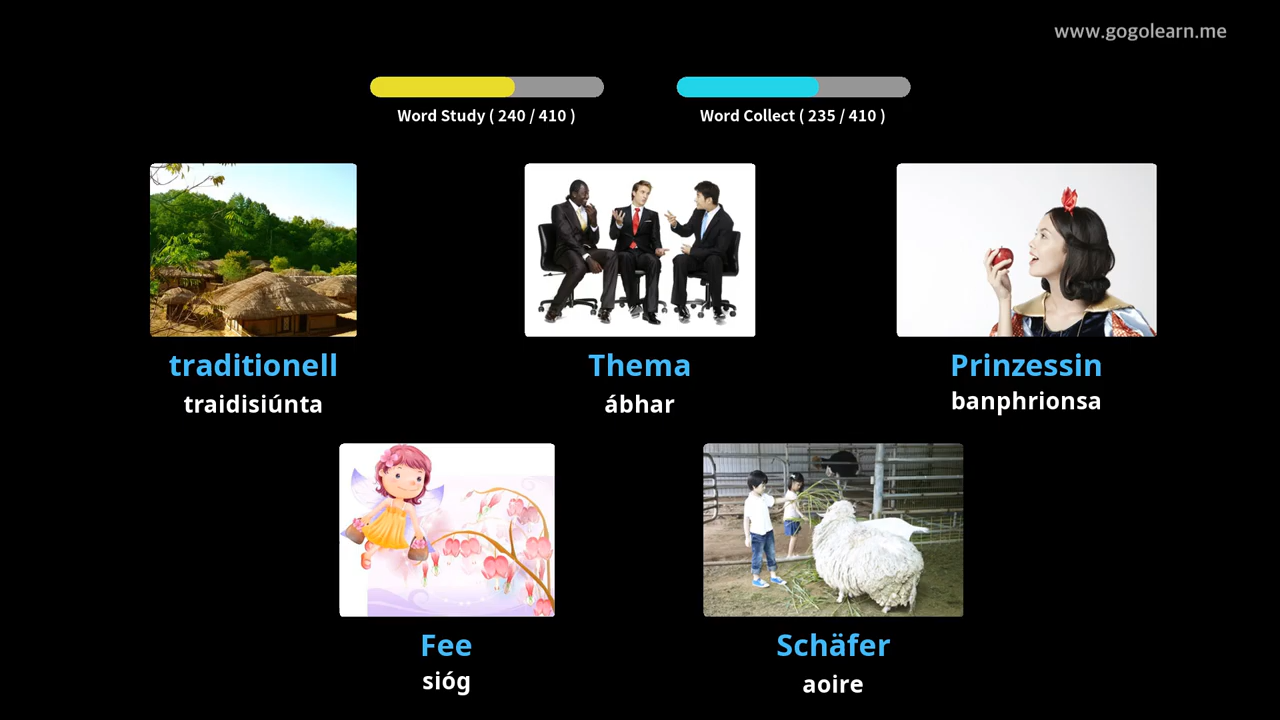 www.gogolearn.me
Word Study ( 240 / 410 )
Word Collect ( 235 / 410 )
traditionell
traidisiúnta
Thema
ábhar
Prinzessin
banphrionsa
Fee
sióg
Schäfer
aoire